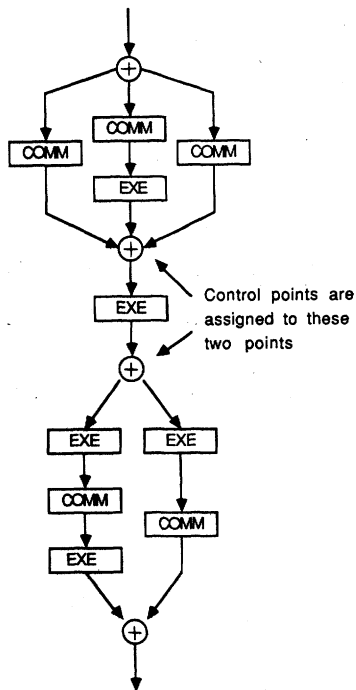 +
COMM
COMM
COMM
EXE
+
EXE
Control points are
assigned to these
two points
+
EXE
EXE
COMM
COMM
EXE
+